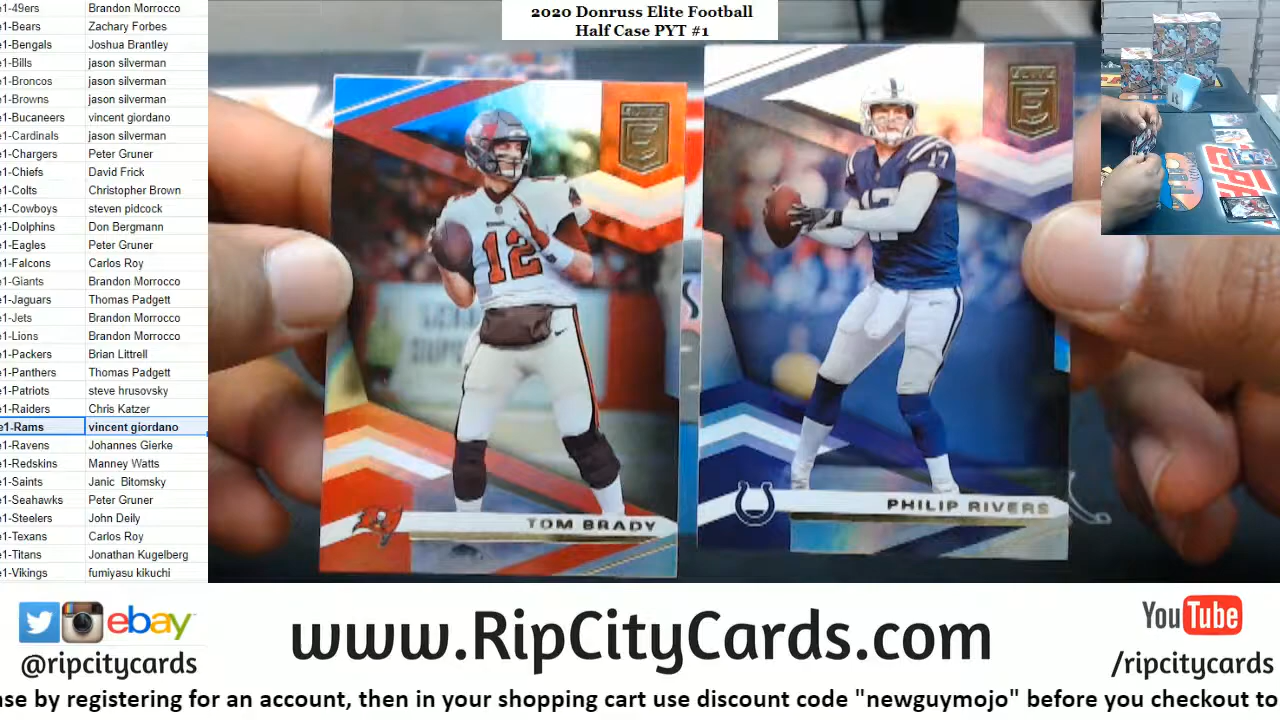 2020 Donruss Elite Football
Half Case PYT #1
e1-49ers Brandon Morrocco
e1-Bears Zachary Forbes
e1-Bengals Joshua Brantley
e1-Bills jason silverman
e1-Broncos jason silverman
e1-Browns jason silverman
e1-Bucaneers vincent giordano
e1-Cardinals jason silverman
e1-Chargers Peter Gruner
e1-Chiefs David Frick
e1-Colts Christopher Brown
e1-Cowboys steven pidcock
e1-Dolphins Don Bergmann
e1-Eagles Peter Gruner
e1-Falcons Carlos Roy
e1-Giants Brandon Morrocco
e1-Jaguars Thomas Padgett
e1-Jets Brandon Morrocco
e1-Lions Brandon Morrocco
e1-Packers Brian Littrell
e1-Panthers Thomas Padgett
e1-Patriots steve hrusovsky
e1-Raiders Chris Katzer
e1-Rams vincent giordano
e1-Ravens Johannes Gierke
e1-Redskins Manney Watts
e1-Saints Janic Bitomsky
e1-Seahawks Peter Gruner
e1-Steelers John Deily
e1-Texans Carlos Roy
e1-Titans Jonathan Kugelberg
e1-Vikings fumiyasu kikuchi
ELITE
E
12
TOM BRADY
ELITE
E
17
17
PHILIP RIVERS
ebay
@ripcitycards
www.RipCityCards.com
YouTube
/ripcitycards
ase by registering for an account, then in your shopping cart use discount code "newguymojo" before you checkout to